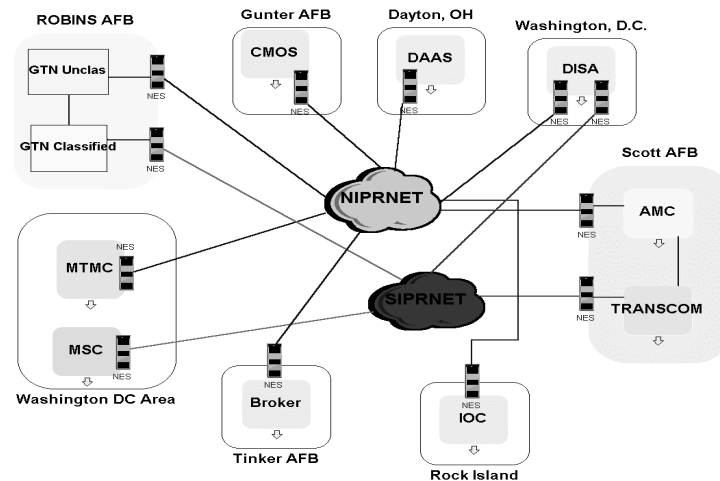 ROBINS AFB
Gunter AFB
Dayton, OH
Washington, D.C.
CMOS
DAAS
DISA
GTN Unclas
NES
NES
NES
NES
NES
GTN Classified
NES
Scott AFB
NIPRNET
AMC
NES
NES
MTMC
SIPRNET
TRANSCOM
NES
MSC
NES
NES
Washington DC Area
Broker
NES
IOC
Tinker AFB
Rock Island